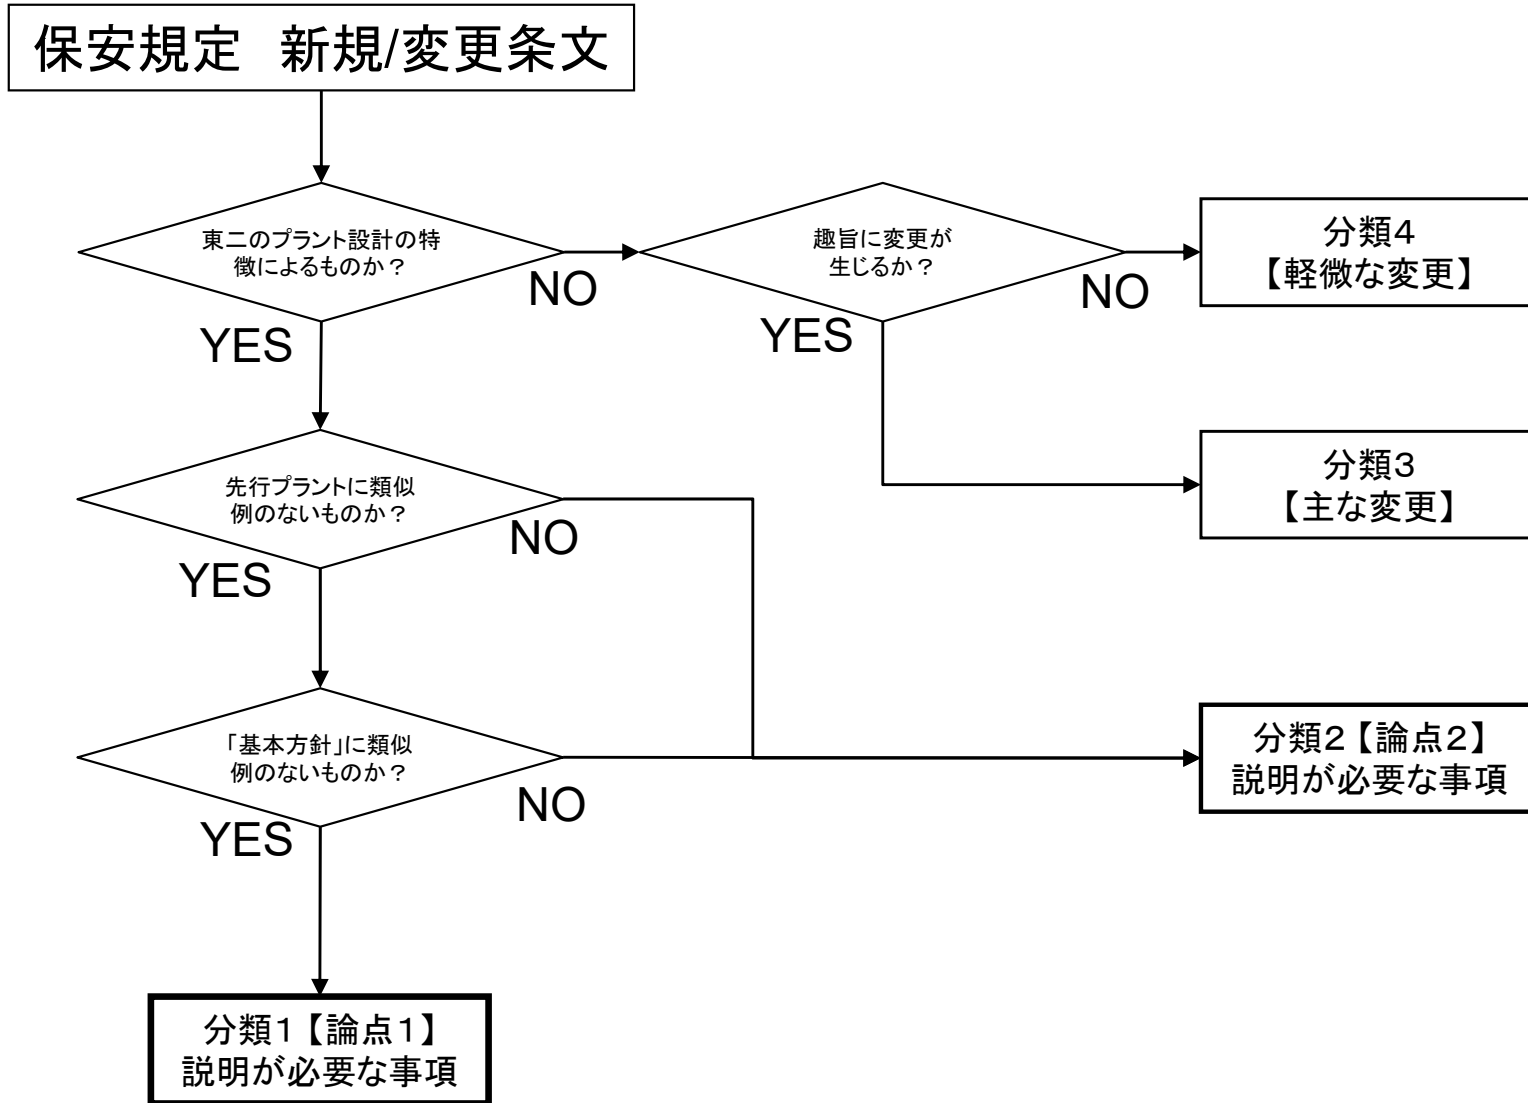 保安規定　新規/変更条文
東二のプラント設計の特
徴によるものか？
NO
YES
趣旨に変更が
生じるか？
NO
YES
分類４
【軽微な変更】
分類３
【主な変更】
先行プラントに類似
例のないものか？
NO
YES
「基本方針」に類似
例のないものか？
NO
YES
分類２【論点２】
説明が必要な事項
分類１【論点１】
説明が必要な事項